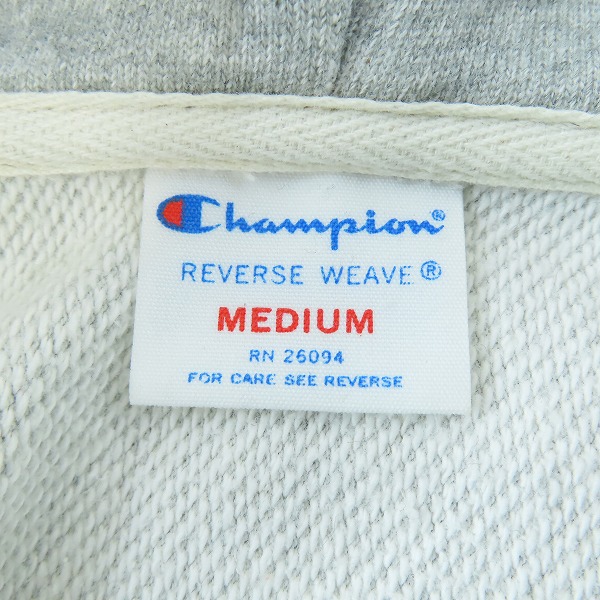 Champion®
REVERSE WEAVE®
MEDIUM
RN 26094
FOR CARE SEE REVERSE